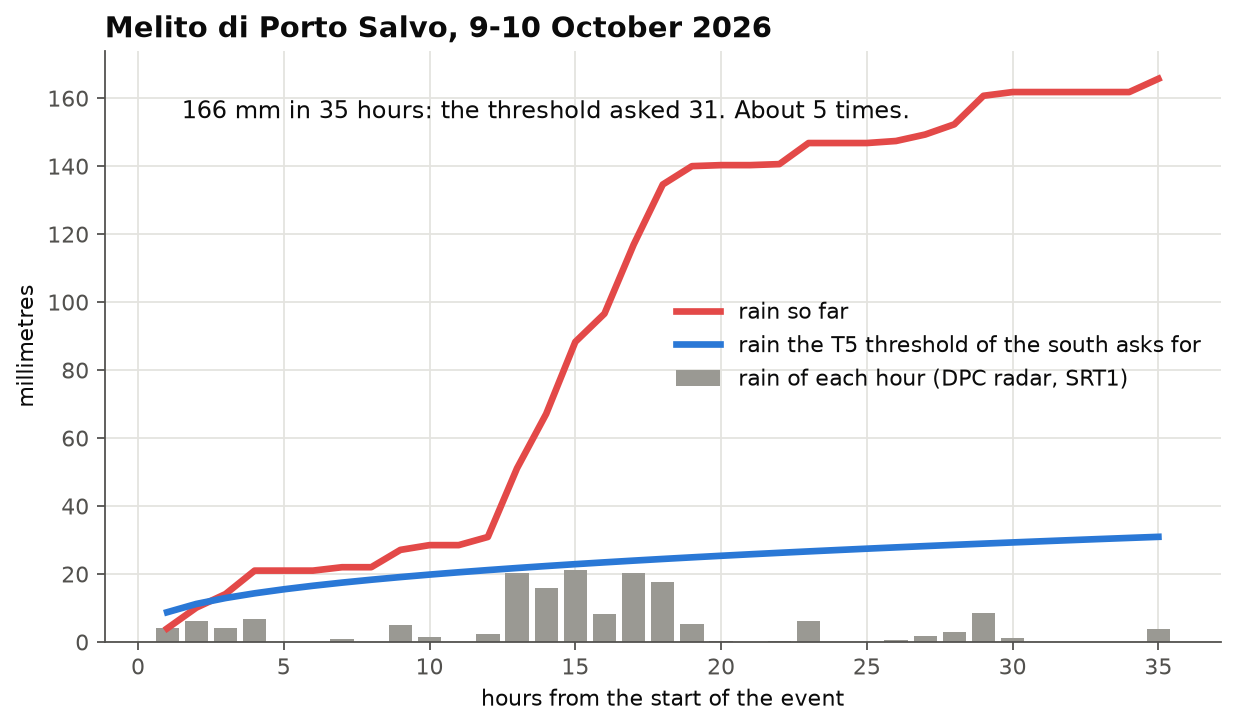 Melito di Porto Salvo, 9-10 October 2026
166 mm in 35 hours: the threshold asked 31. About 5 times.
rain so far
rain the T5 threshold of the south asks for
rain of each hour (DPC radar, SRT1)
millimetres
160
140
120
100
80
60
40
20
0
0 5 10 15 20 25 30 35
hours from the start of the event